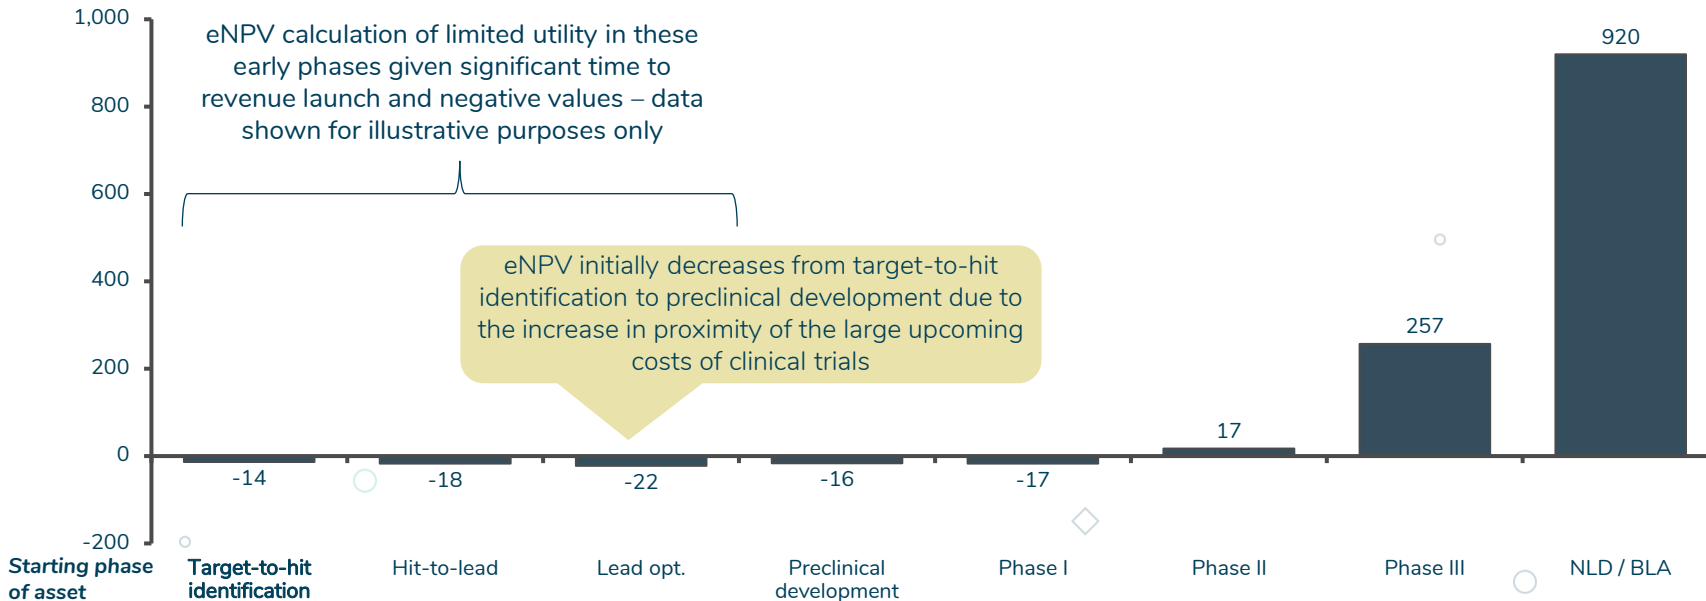 1,000
800
600
400
200
0
-200
eNPV calculation of limited utility in these
early phases given significant time to
revenue launch and negative values – data
shown for illustrative purposes only
eNPV initially decreases from target-to-hit
identification to preclinical development due to
the increase in proximity of the large upcoming
costs of clinical trials
-14
-18
-22
-16
-17
17
257
920
Starting phase
of asset
Target-to-hit
identification
Hit-to-lead
Lead opt.
Preclinical
development
Phase I
Phase II
Phase III
NLD / BLA